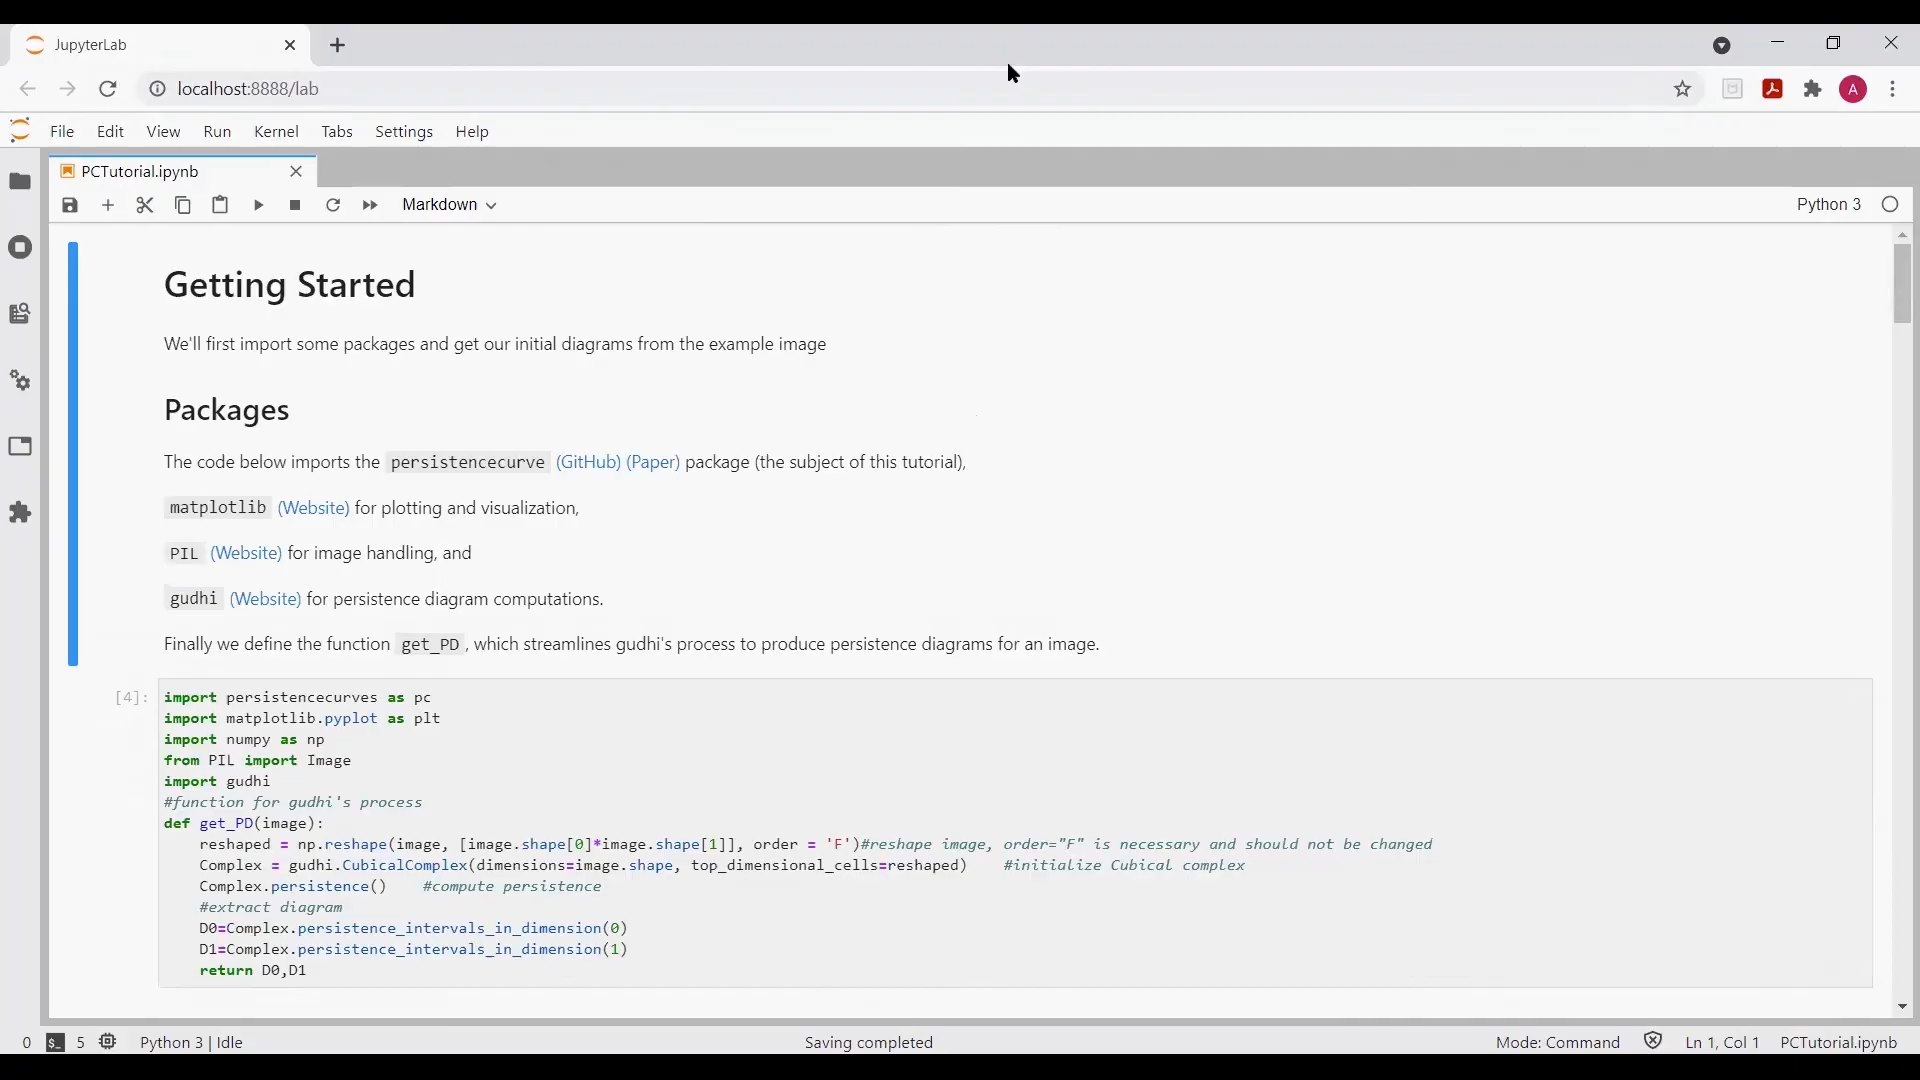 JupyterLab
localhost:8888/lab
A
File Edit View Run Kernel Tabs Settings Help
PCTutorial.ipynb
Markdown
Python 3
Getting Started
We'll first import some packages and get our initial diagrams from the example image
Packages
The code below imports the persistencecurve (GitHub) (Paper) package (the subject of this tutorial),
matplotlib (Website) for plotting and visualization,
PIL (Website) for image handling, and
gudhi (Website) for persistence diagram computations.
Finally we define the function get_PD , which streamlines gudhi's process to produce persistence diagrams for an image.
[4]:
import persistencecurves as pc
import matplotlib.pyplot as plt
import numpy as np
from PIL import Image
import gudhi
#function for gudhi's process
def get_PD(image):
    reshaped = np.reshape(image, [image.shape[0]*image.shape[1]], order = 'F')#reshape image, order="F" is necessary and should not be changed
    Complex = gudhi.CubicalComplex(dimensions=image.shape, top_dimensional_cells=reshaped)    #initialize Cubical complex
    Complex.persistence()    #compute persistence
    #extract diagram
    D0=Complex.persistence_intervals_in_dimension(0)
    D1=Complex.persistence_intervals_in_dimension(1)
    return D0,D1
0 $_ 5 Python 3 | Idle Saving completed Mode: Command Ln 1, Col 1 PCTutorial.ipynb